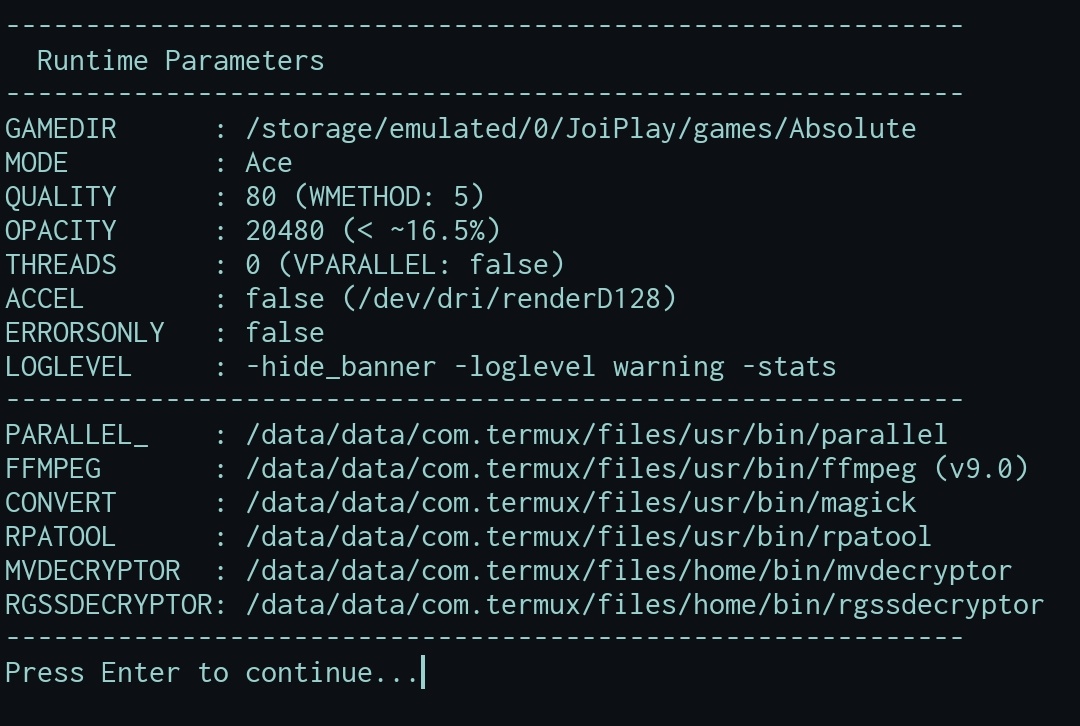 ------------------------------------------------------------
  Runtime Parameters
------------------------------------------------------------
GAMEDIR      : /storage/emulated/0/JoiPlay/games/Absolute
MODE         : Ace
QUALITY      : 80 (WMETHOD: 5)
OPACITY      : 20480 (< ~16.5%)
THREADS      : 0 (VPARALLEL: false)
ACCEL        : false (/dev/dri/renderD128)
ERRORSONLY   : false
LOGLEVEL     : -hide_banner -loglevel warning -stats
------------------------------------------------------------
PARALLEL_    : /data/data/com.termux/files/usr/bin/parallel
FFMPEG       : /data/data/com.termux/files/usr/bin/ffmpeg (v9.0)
CONVERT      : /data/data/com.termux/files/usr/bin/magick
RPATOOL      : /data/data/com.termux/files/usr/bin/rpatool
MVDECRYPTOR  : /data/data/com.termux/files/home/bin/mvdecryptor
RGSSDECRYPTOR: /data/data/com.termux/files/home/bin/rgssdecryptor
------------------------------------------------------------
Press Enter to continue...